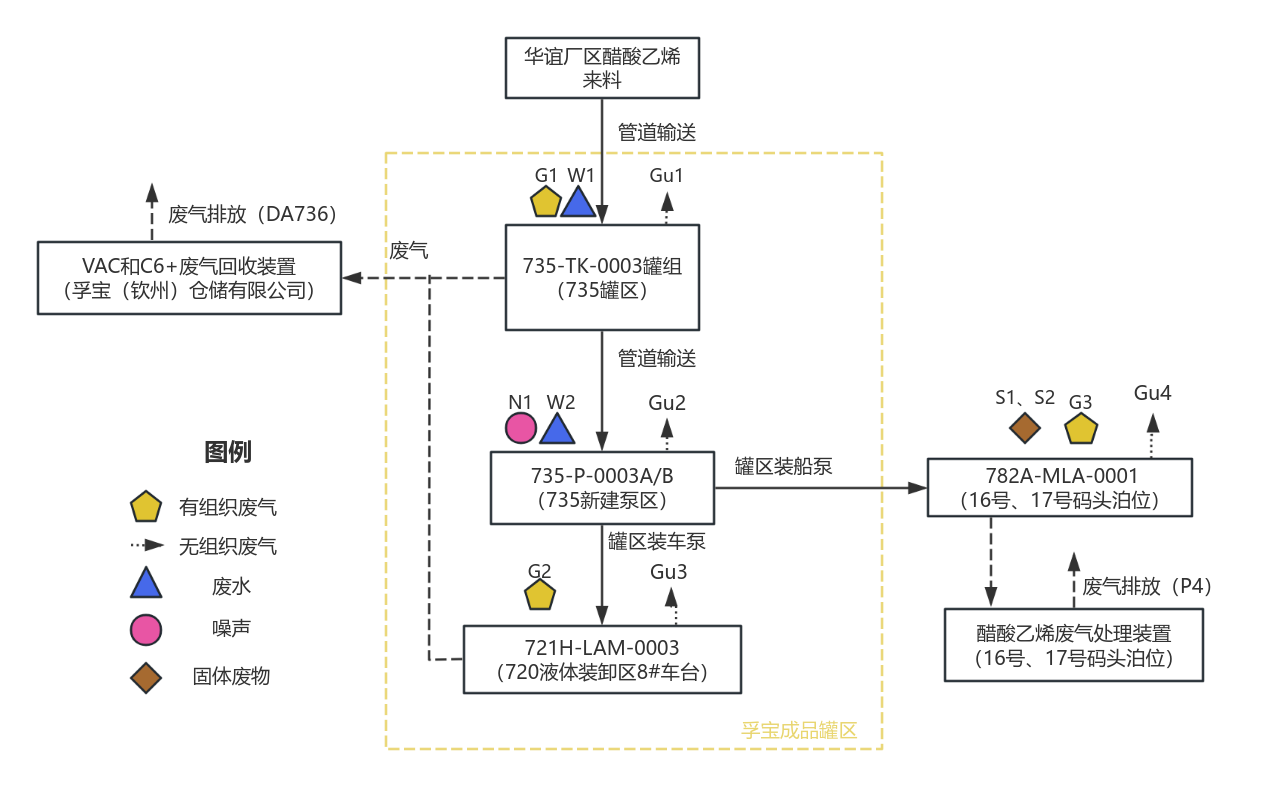 华谊厂区醋酸乙烯
来料
管道输送
G1
W1
Gu1
废气排放（DA736）
废气
VAC和C6+废气回收装置
（孚宝（钦州）仓储有限公司）
735-TK-0003罐组
（735罐区）
管道输送
N1
W2
Gu2
S1、S2
G3
Gu4
图例
735-P-0003A/B
（735新建泵区）
罐区装船泵
782A-MLA-0001
（16号、17号码头泊位）
有组织废气
无组织废气
废水
噪声
固体废物
罐区装车泵
G2
Gu3
废气排放（P4）
721H-LAM-0003
（720液体装卸区8#车台）
醋酸乙烯废气处理装置
（16号、17号码头泊位）
孚宝成品罐区